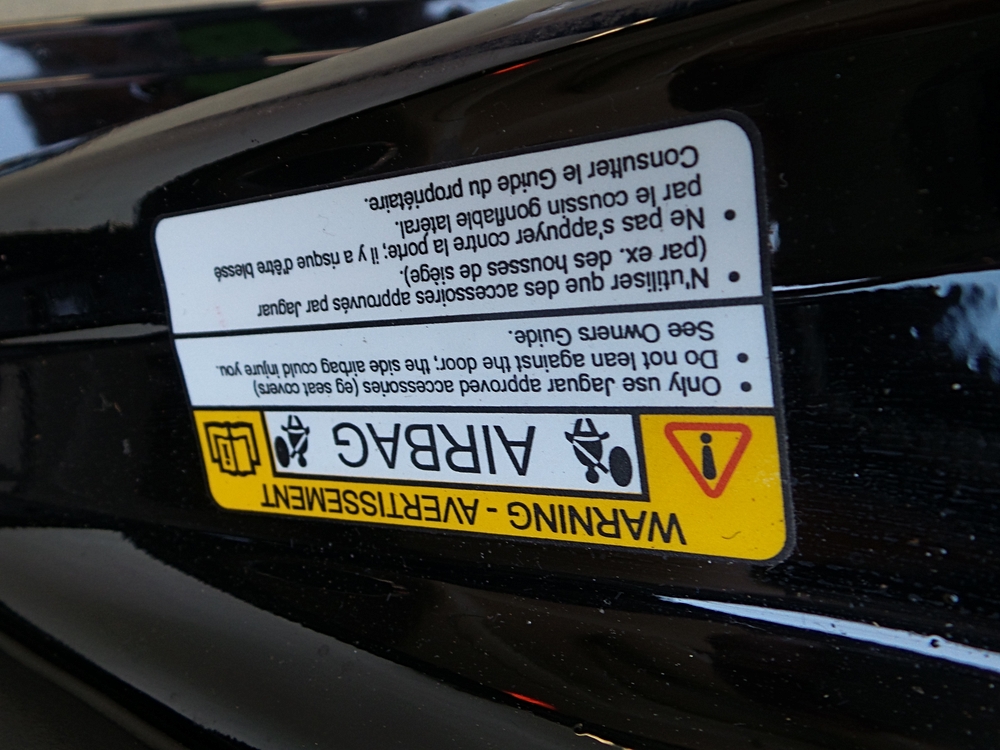 WARNING - AVERTISSEMENT
AIRBAG
• Only use Jaguar approved accessories (eg seat covers)
• Do not lean against the door; the side airbag could injure you.
See Owners Guide.
• N'utiliser que des accessoires approuvés par Jaguar
(par ex. des housses de siège).
• Ne pas s'appuyer contre la porte; il y a risque d'être blessé
par le coussin gonflable latéral.
Consulter le Guide du propriétaire.